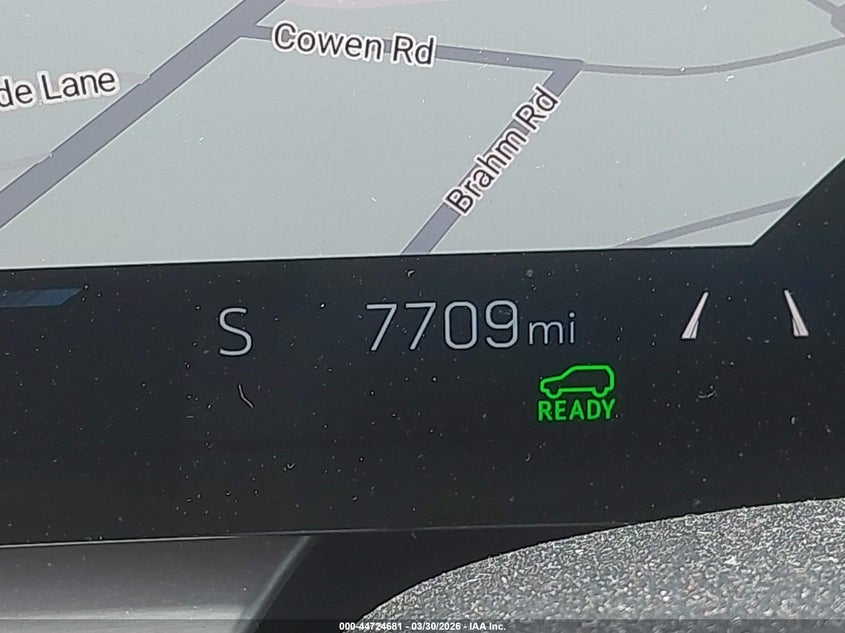 Cowen Rd
de Lane
Brahm Rd
S
7709mi
READY
000-44724681 - 03/30/2026 - IAA Inc.